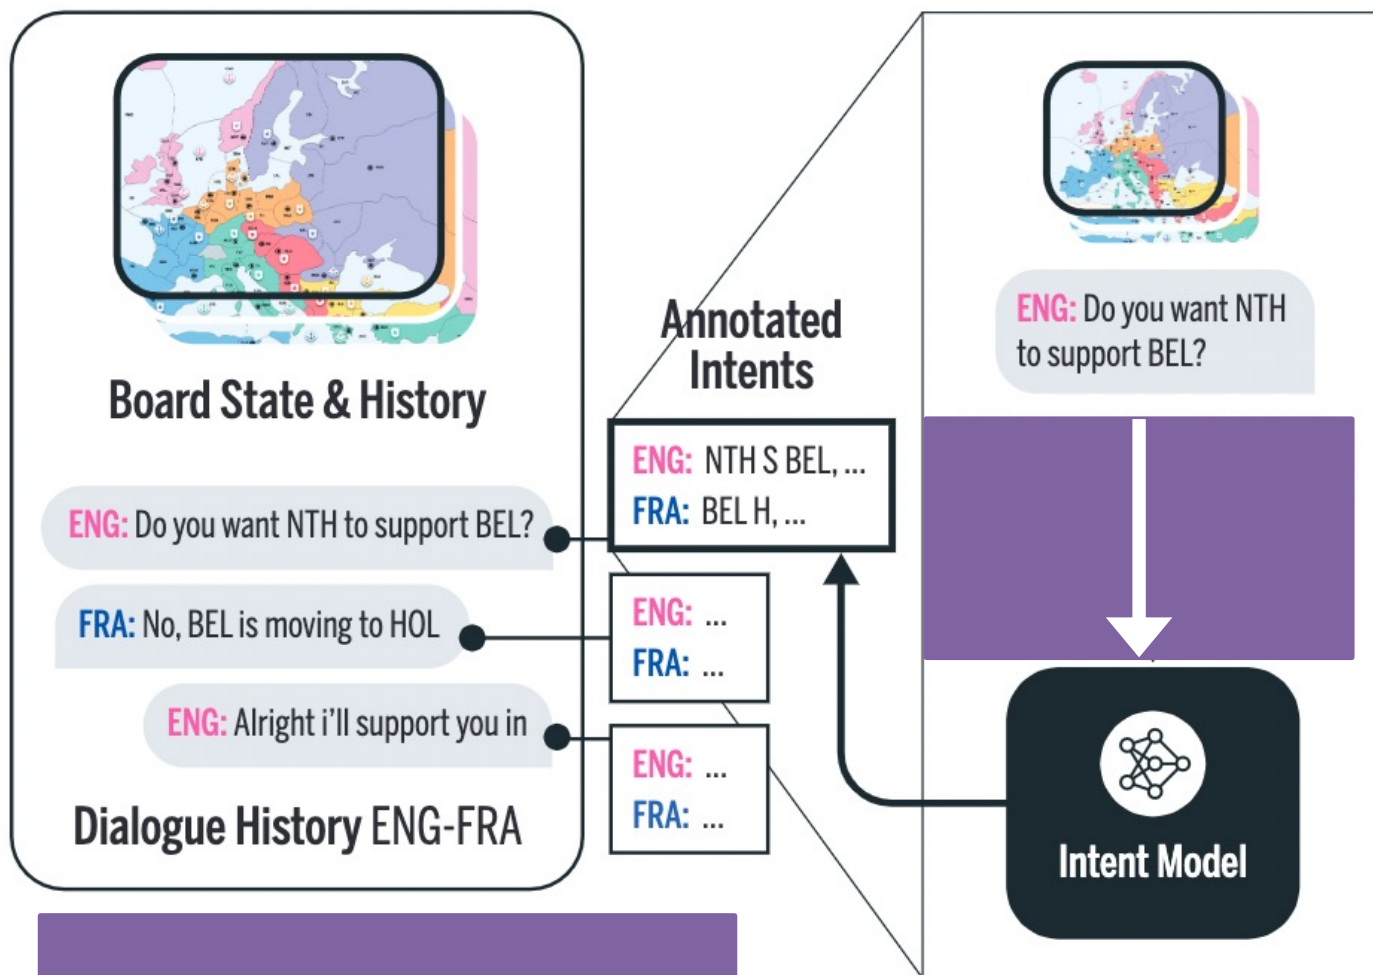 Board State & History
ENG: Do you want NTH to support BEL?
FRA: No, BEL is moving to HOL
ENG: Alright i'll support you in
Dialogue History ENG-FRA
Annotated
Intents
ENG: NTH S BEL, ...
FRA: BEL H, ...
ENG: ...
FRA: ...
ENG: ...
FRA: ...
ENG: Do you want NTH
to support BEL?
Intent Model